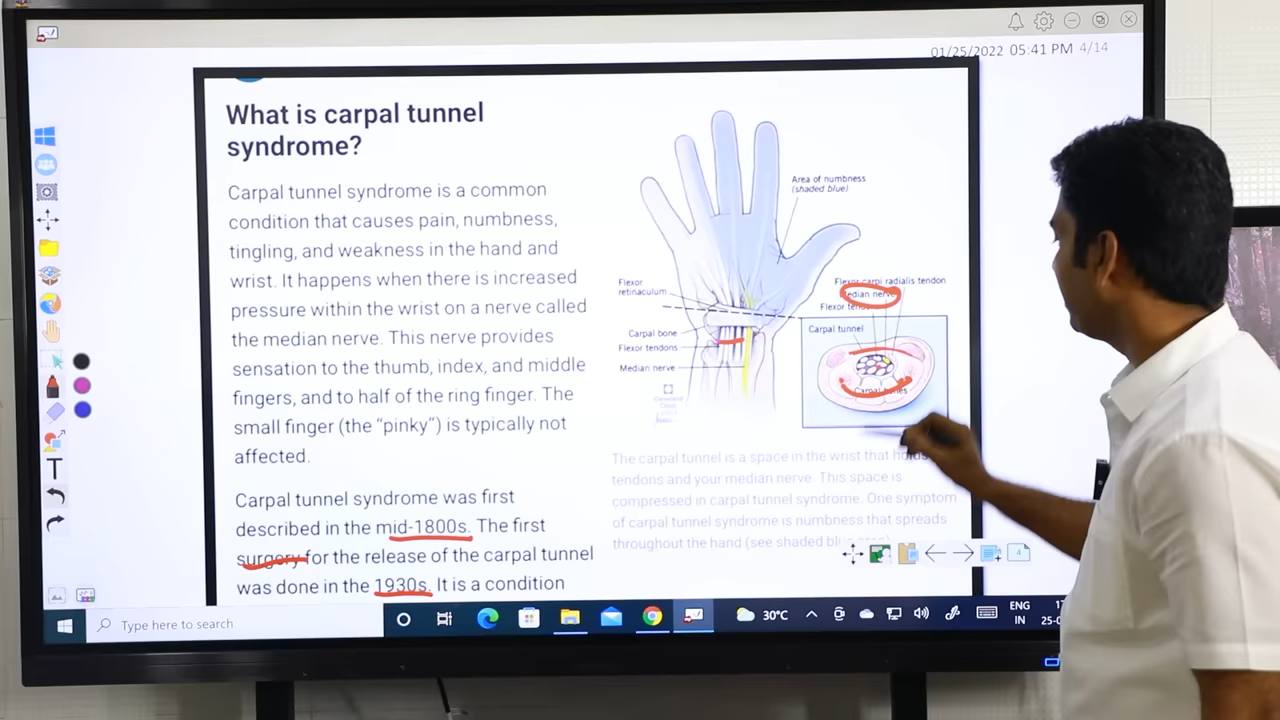 01/25/2022 05:41 PM 4/14
What is carpal tunnel
syndrome?
Carpal tunnel syndrome is a common
condition that causes pain, numbness,
tingling, and weakness in the hand and
wrist. It happens when there is increased
pressure within the wrist on a nerve called
the median nerve. This nerve provides
sensation to the thumb, index, and middle
fingers, and to half of the ring finger. The
small finger (the “pinky”) is typically not
affected.
Carpal tunnel syndrome was first
described in the mid-1800s. The first
surgery for the release of the carpal tunnel
was done in the 1930s. It is a condition
Area of numbness
(shaded blue)
Flexor
retinaculum
Flexor carpi radialis tendon
Median nerve
Flexor
Carpal tunnel
Carpal bone
Flexor tendons
Median nerve
Carpal bones
The carpal tunnel is a space in the wrist that holds
tendons and your median nerve. This space is
compressed in carpal tunnel syndrome. One symptom
of carpal tunnel syndrome is numbness that spreads
throughout the hand (see shaded
T
4
Type here to search
30°C
ENG
IN